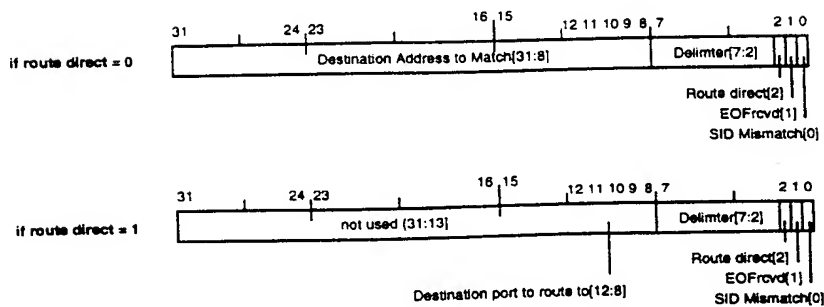 31 24 23 16 15 12 11 10 9 8 7 2 1 0
if route direct = 0
Destination Address to Match[31:8] Delimter[7:2]
Route direct[2]
EOFrcvd[1]
SID Mismatch[0]
31 24 23 16 15 12 11 10 9 8 7 2 1 0
if route direct = 1
not used (31:13] Delimter[7:2]
Route direct[2]
Destination port to route to[12:8] EOFrcvd[1]
SID Mismatch[0]